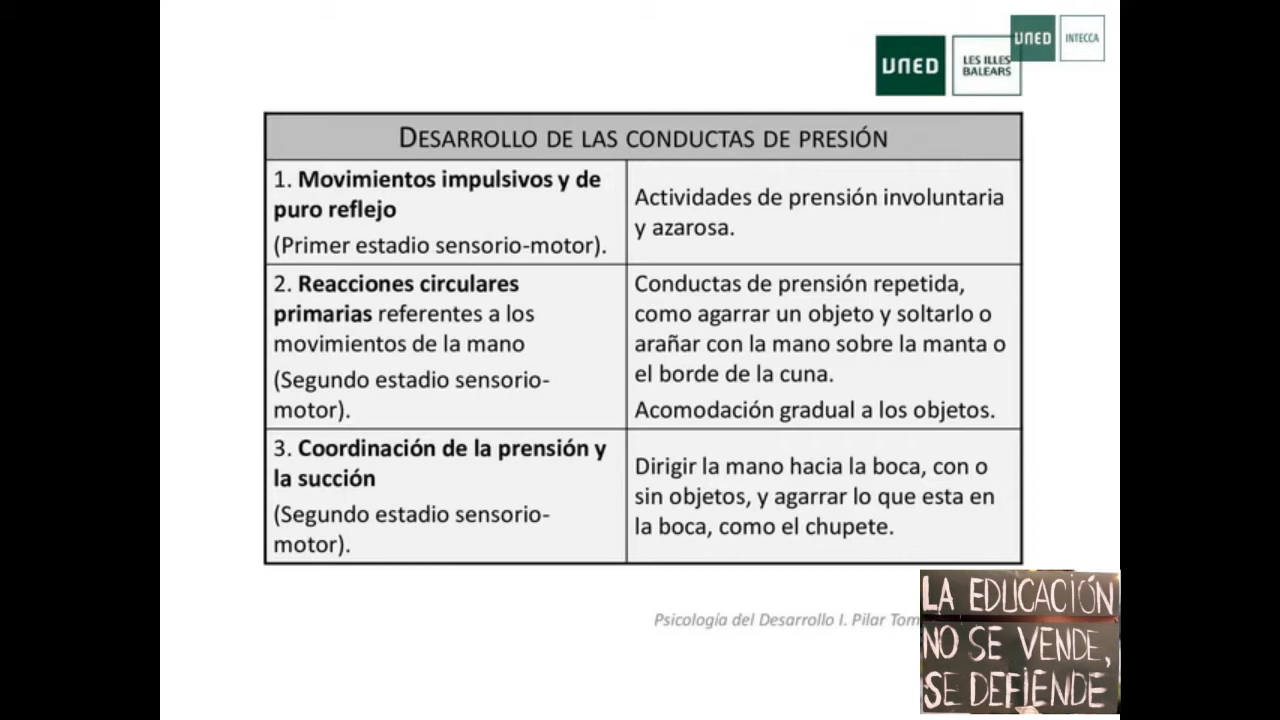 UNED
INTECCA
UNED
LES ILLES
BALEARS
DESARROLLO DE LAS CONDUCTAS DE PRESIÓN
1. Movimientos impulsivos y de
puro reflejo
(Primer estadio sensorio-motor).
Actividades de prensión involuntaria
y azarosa.
2. Reacciones circulares
primarias referentes a los
movimientos de la mano
(Segundo estadio sensorio-
motor).
Conductas de prensión repetida,
como agarrar un objeto y soltarlo o
arañar con la mano sobre la manta o
el borde de la cuna.
Acomodación gradual a los objetos.
3. Coordinación de la prensión y
la succión
(Segundo estadio sensorio-
motor).
Dirigir la mano hacia la boca, con o
sin objetos, y agarrar lo que esta en
la boca, como el chupete.
Psicología del Desarrollo I. Pilar
LA EDUCACIÓN
NO SE VENDE,
SE DEFIENDE